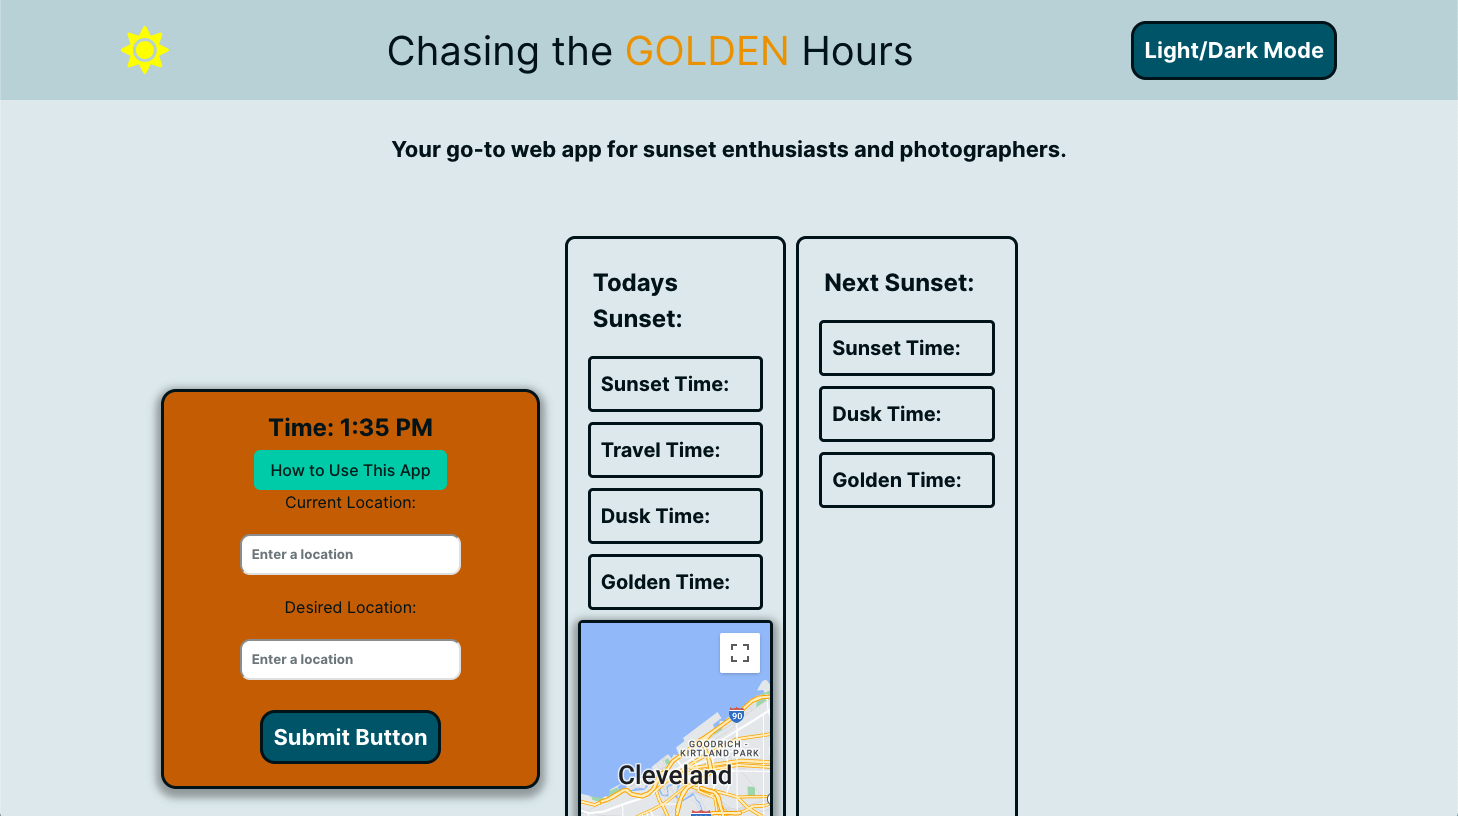 Chasing the GOLDEN Hours
Light/Dark Mode
Your go-to web app for sunset enthusiasts and photographers.
Time: 1:35 PM
How to Use This App
Current Location:
Enter a location
Desired Location:
Enter a location
Submit Button
Todays
Sunset:
Sunset Time:
Travel Time:
Dusk Time:
Golden Time:
90
GOODRICH -
KIRTLAND PARK
Cleveland
Next Sunset:
Sunset Time:
Dusk Time:
Golden Time: